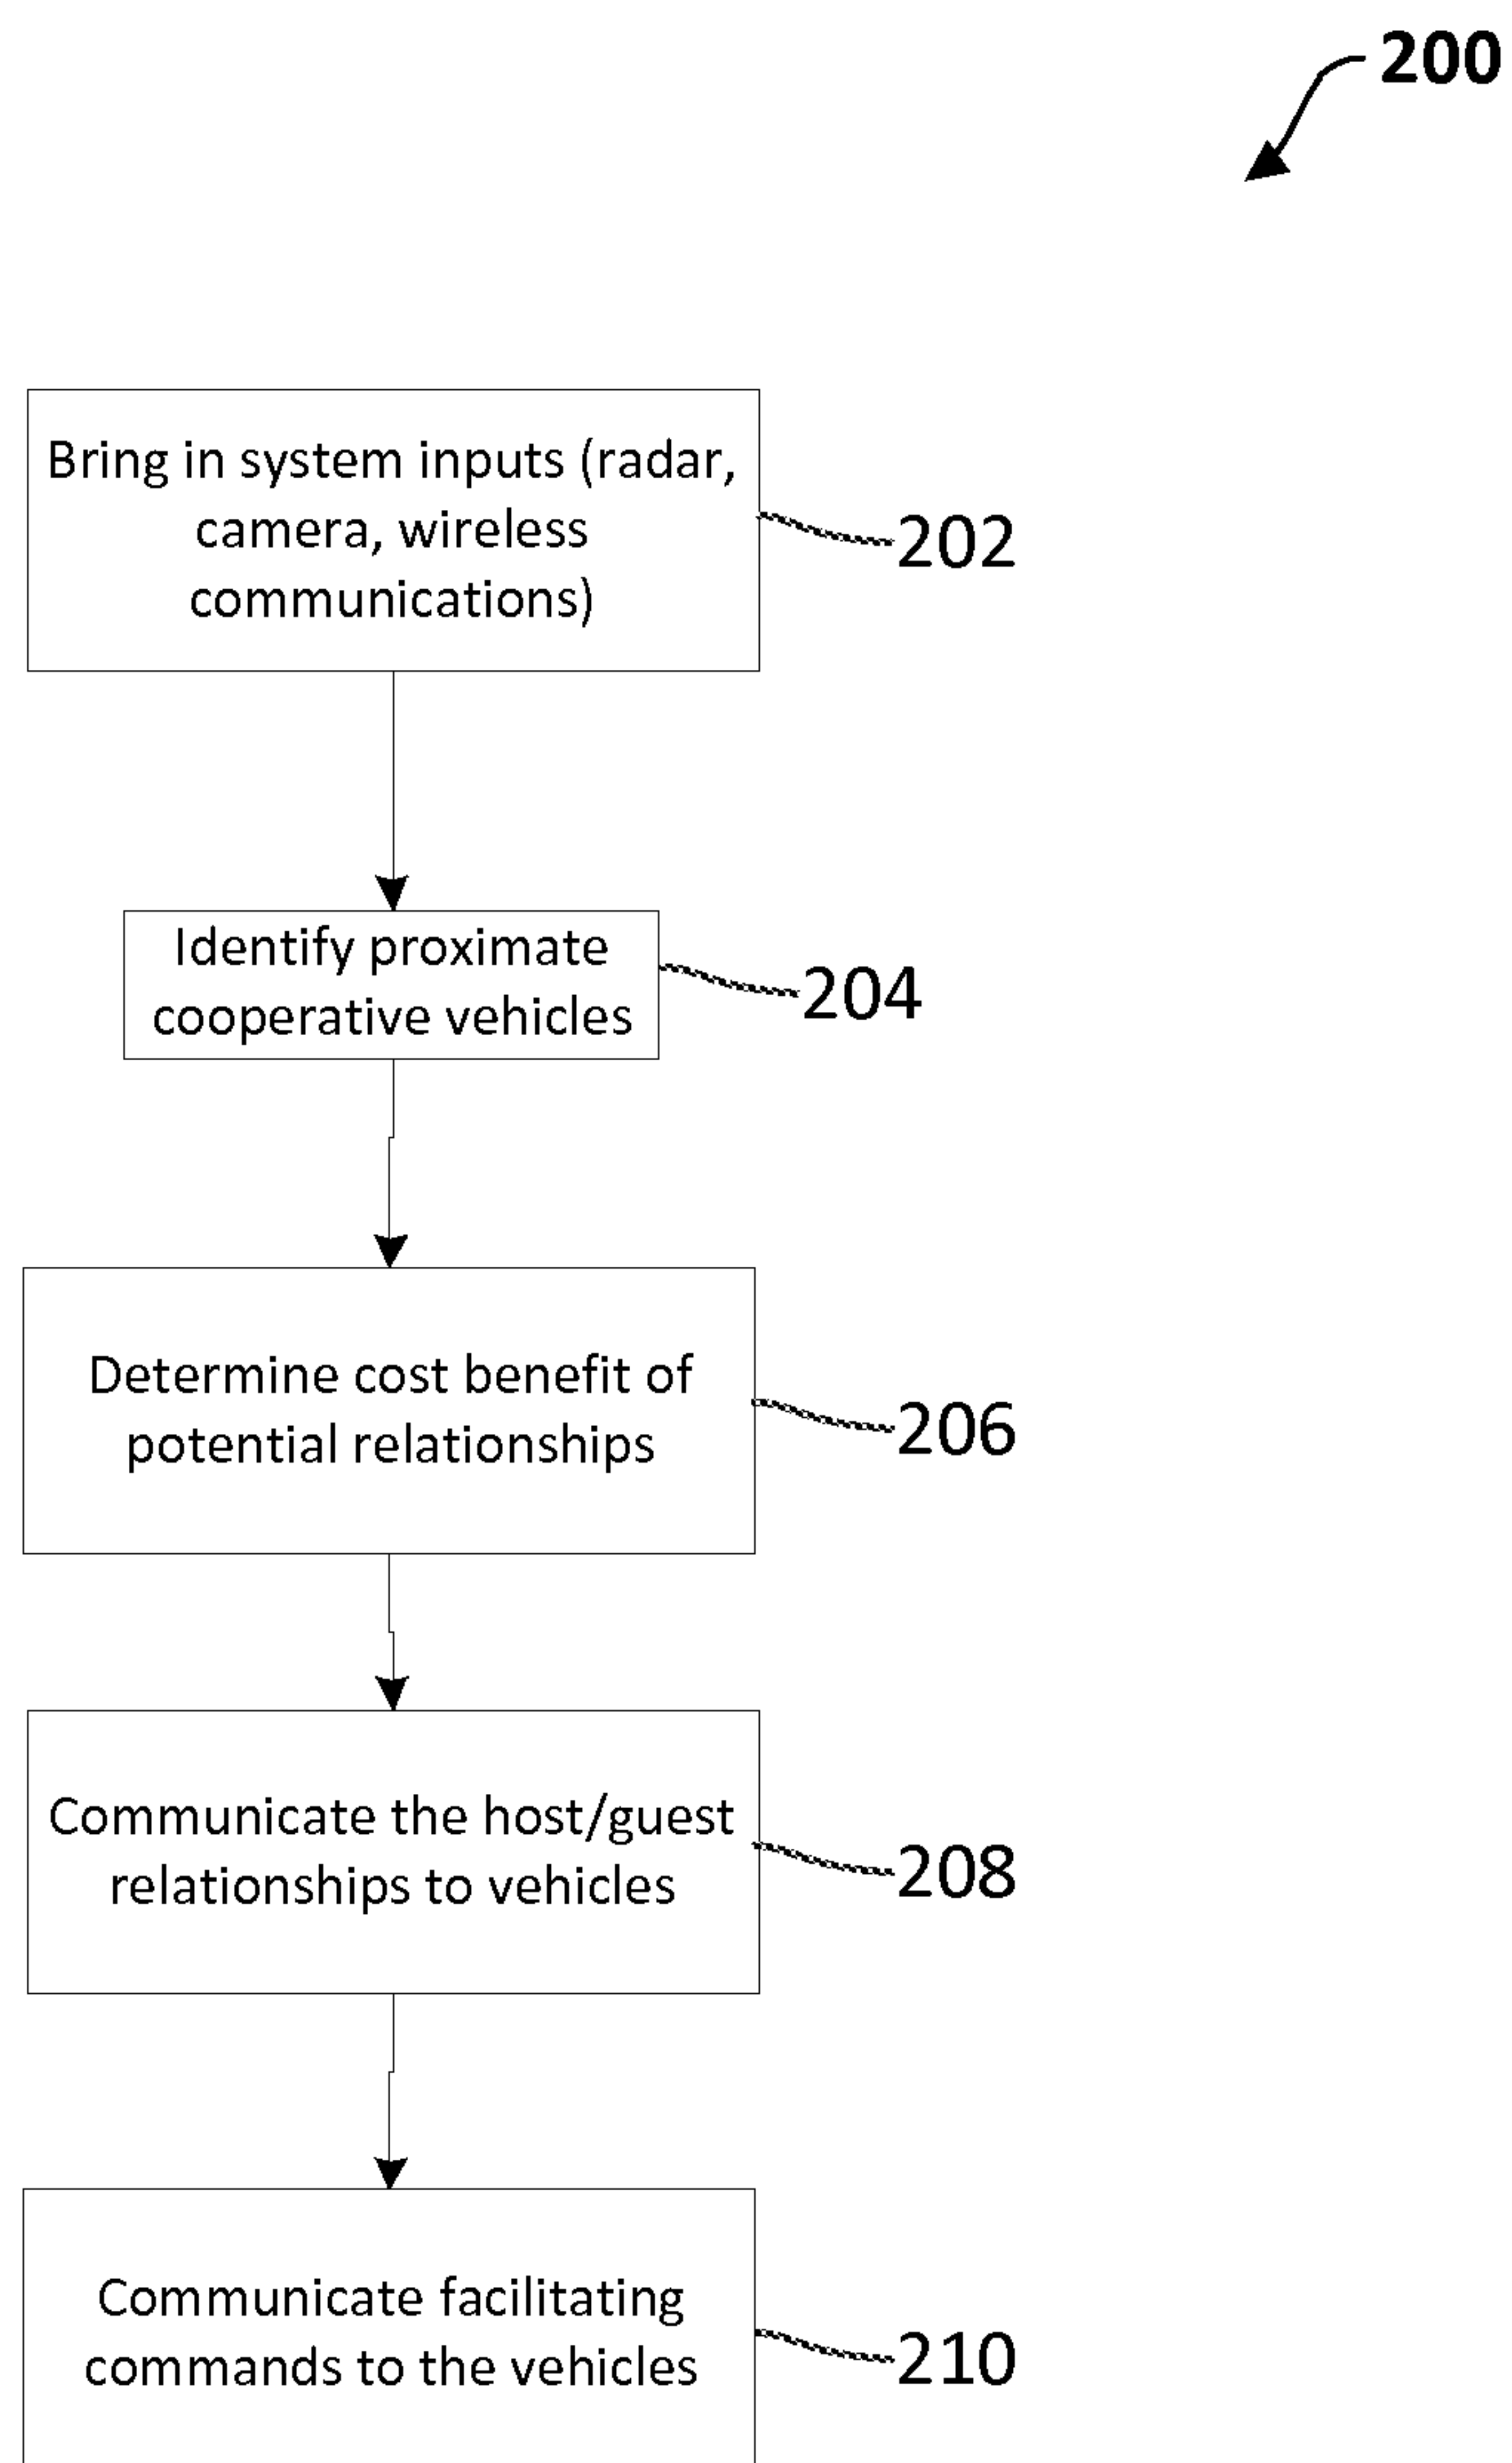 200
Bring in system inputs (radar,
camera, wireless
communications)
202
Identify proximate
cooperative vehicles
204
Determine cost benefit of
potential relationships
206
Communicate the host/guest
relationships to vehicles
208
Communicate facilitating
commands to the vehicles
210